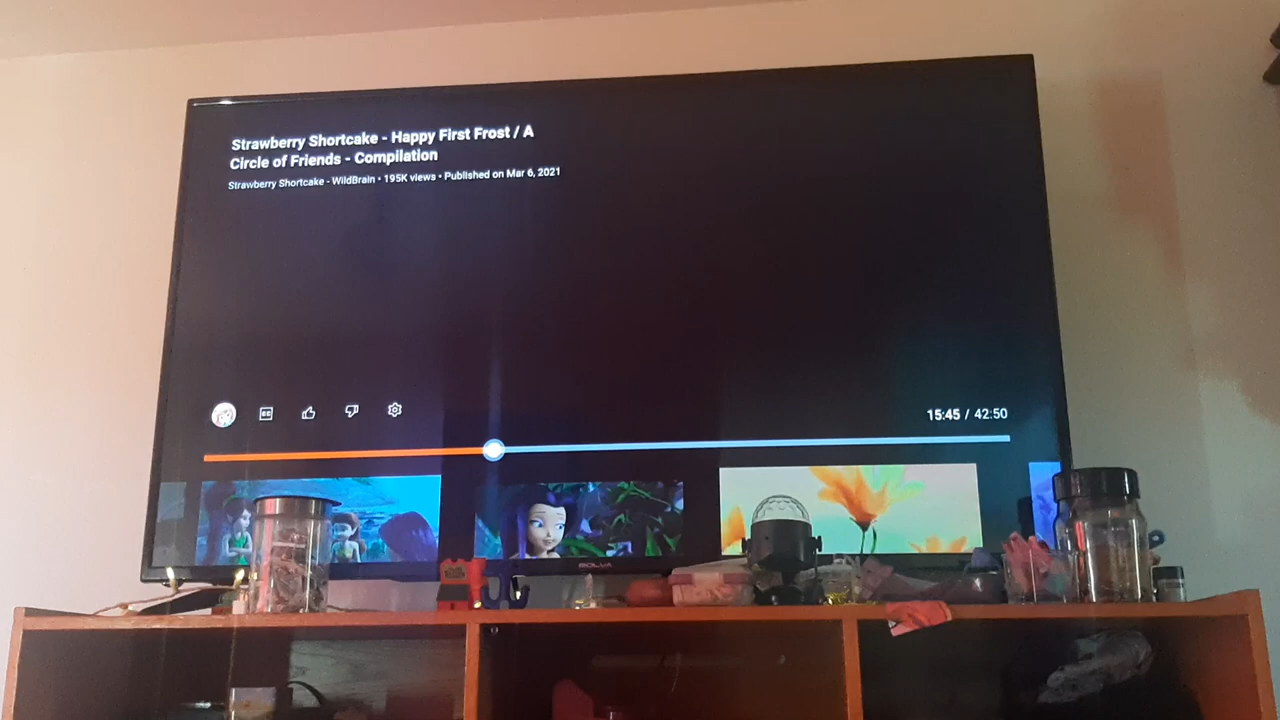 Strawberry Shortcake - Happy First Frost / A
Circle of Friends - Compilation
Strawberry Shortcake - WildBrain • 195K views • Published on Mar 6, 2021
CC
15:45 / 42:50
SOLVA